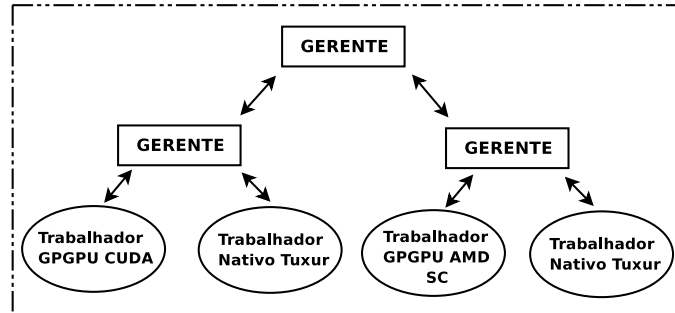 GERENTE
GERENTE
GERENTE
Trabalhador
GPGPU CUDA
Trabalhador
Nativo Tuxur
Trabalhador
GPGPU AMD
SC
Trabalhador
Nativo Tuxur